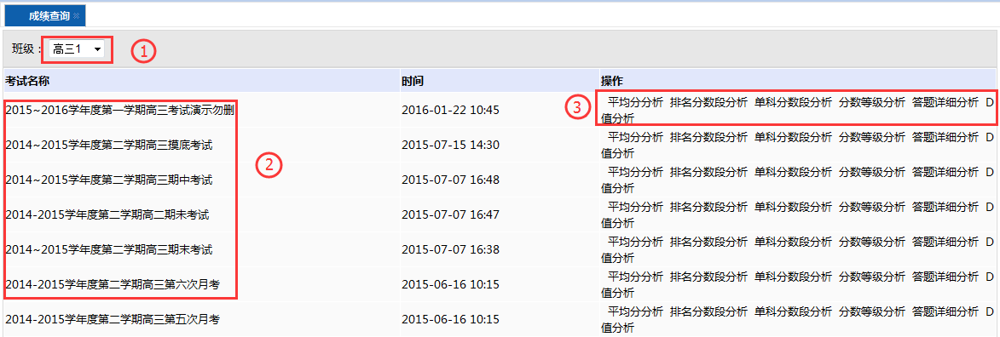 成绩查询
班级： 高三1 ①
考试名称 时间 操作
2015~2016学年度第一学期高三考试演示勿删 2016-01-22 10:45 ③ 平均分分析 排名分数段分析 单科分数段分析 分数等级分析 答题详细分析 D
值分析
2014~2015学年度第二学期高三摸底考试 2015-07-15 14:30 平均分分析 排名分数段分析 单科分数段分析 分数等级分析 答题详细分析 D
值分析
②
2014~2015学年度第二学期高三期中考试 2015-07-07 16:48 平均分分析 排名分数段分析 单科分数段分析 分数等级分析 答题详细分析 D
值分析
2014-2015学年度第二学期高二期末考试 2015-07-07 16:47 平均分分析 排名分数段分析 单科分数段分析 分数等级分析 答题详细分析 D
值分析
2014~2015学年度第二学期高三期末考试 2015-07-07 16:38 平均分分析 排名分数段分析 单科分数段分析 分数等级分析 答题详细分析 D
值分析
2014-2015学年度第二学期高三第六次月考 2015-06-16 10:15 平均分分析 排名分数段分析 单科分数段分析 分数等级分析 答题详细分析 D
值分析
2014-2015学年度第二学期高三第五次月考 2015-06-16 10:15 平均分分析 排名分数段分析 单科分数段分析 分数等级分析 答题详细分析 D
值分析